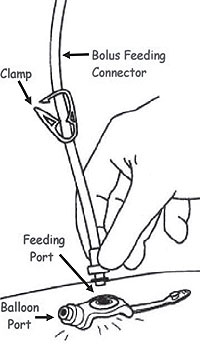 Bolus Feeding
Connector
Clamp
Feeding
Port
Balloon
Port